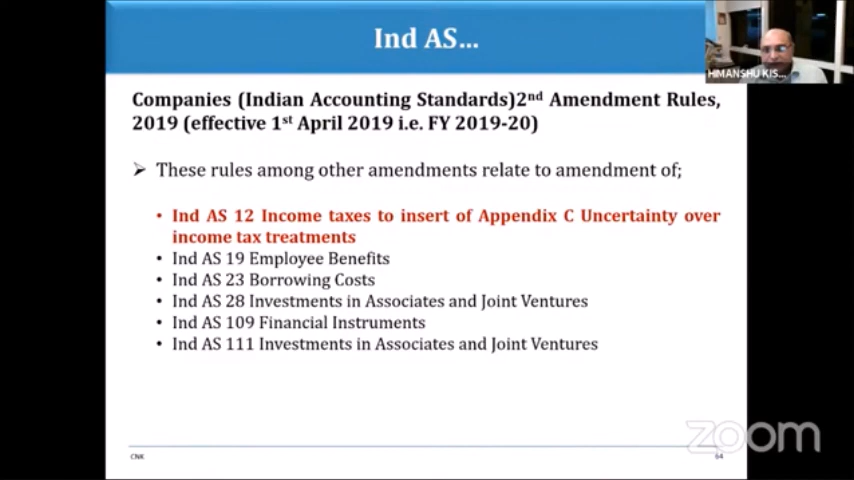 Ind AS...
HIMANSHU KIS...
Companies (Indian Accounting Standards)2nd Amendment Rules,
2019 (effective 1st April 2019 i.e. FY 2019-20)
➢ These rules among other amendments relate to amendment of;
• Ind AS 12 Income taxes to insert of Appendix C Uncertainty over
income tax treatments
• Ind AS 19 Employee Benefits
• Ind AS 23 Borrowing Costs
• Ind AS 28 Investments in Associates and Joint Ventures
• Ind AS 109 Financial Instruments
• Ind AS 111 Investments in Associates and Joint Ventures
zoom
CNK
64